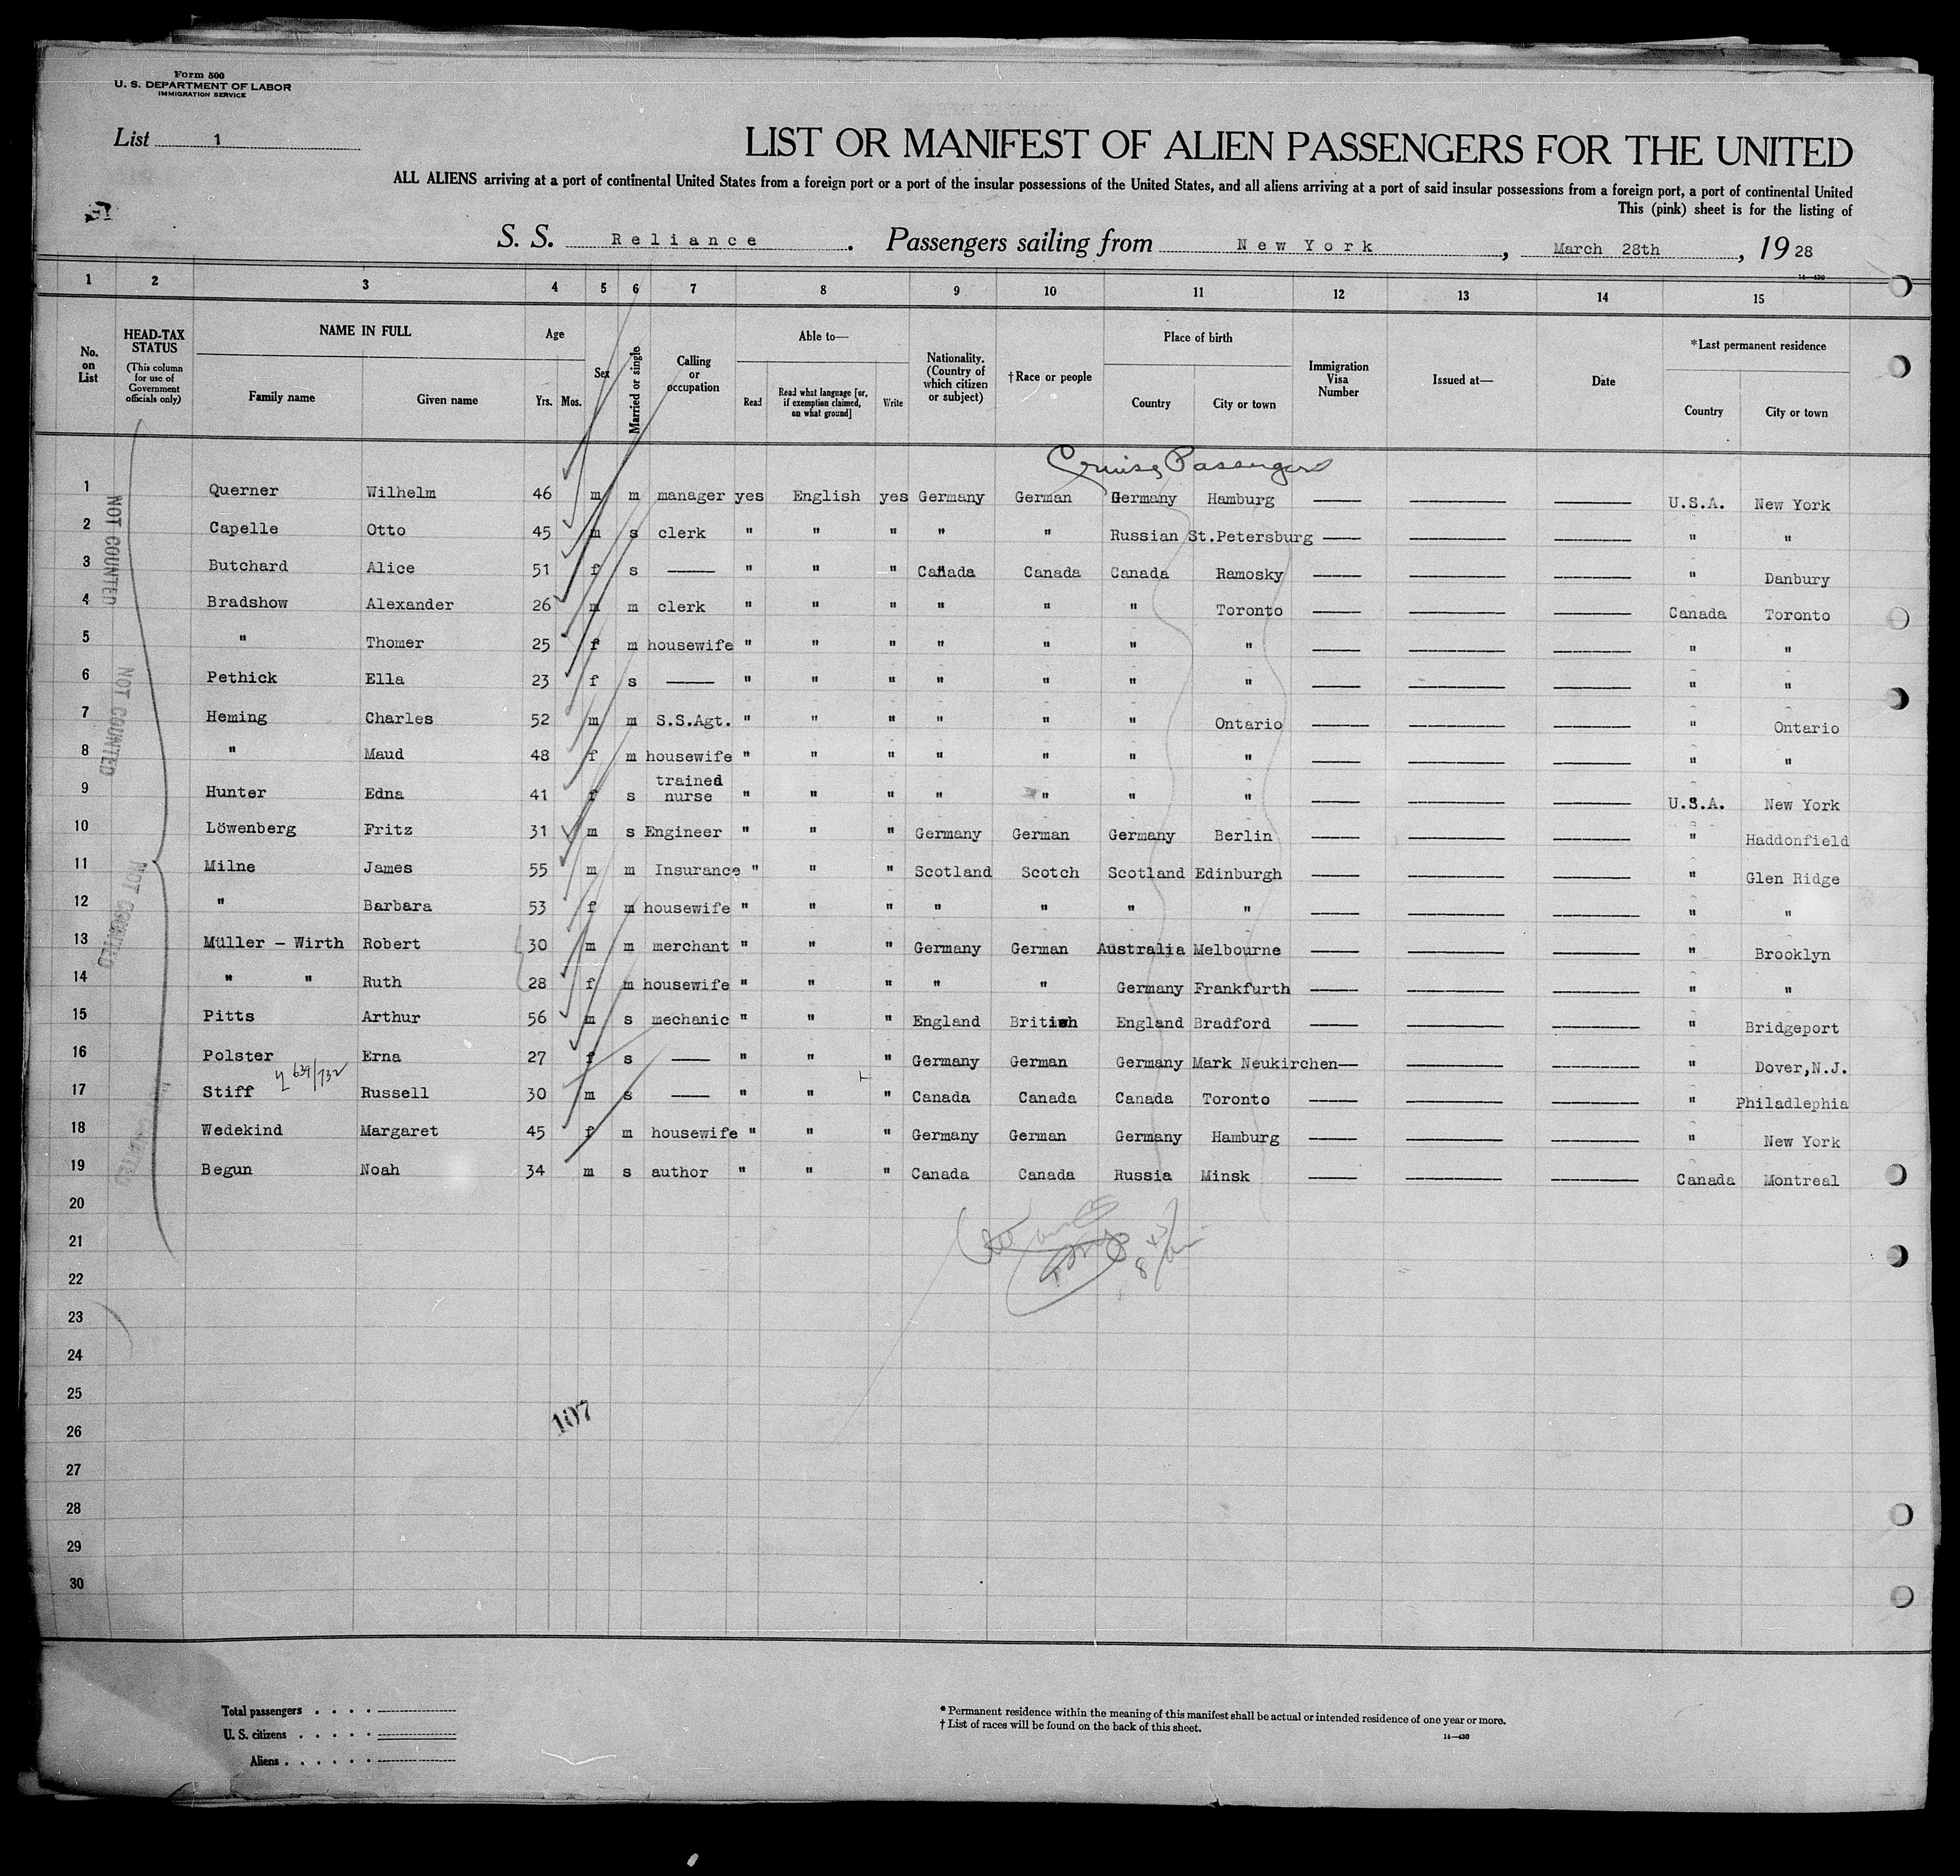 Form 500
U. S. DEPARTMENT OF LABOR
IMMIGRATION SERVICE
List 1
LIST OR MANIFEST OF ALIEN PASSENGERS FOR THE UNITED
ALL ALIENS arriving at a port of continental United States from a foreign port or a port of the insular possessions of the United States, and all aliens arriving at a port of said insular possessions from a foreign port, a port of continental United
This (pink) sheet is for the listing of
S. S. Reliance. Passengers sailing from New York, March 28th, 19 28
14—430
1 2 3 4 5 6 7 8 9 10 11 12 13 14 15
No. on List
HEAD-TAX STATUS
(This column for use of Government officials only)
NAME IN FULL
Family name Given name
Age
Yrs. Mos.
Sex
Married or single
Calling or occupation
Able to—
Read
Read what language [or, if exemption claimed, on what ground]
Write
Nationality. (Country of which citizen or subject)
† Race or people
Place of birth
Country City or town
Immigration Visa Number
Issued at—
Date
*Last permanent residence
Country City or town
Cruise Passengers
1 Querner Wilhelm 46 m m manager yes English yes Germany German Germany Hamburg —— —— —— U.S.A. New York
2 Capelle Otto 45 m s clerk " " " " " Russian St.Petersburg —— —— —— " "
3 Butchard Alice 51 f s —— " " " Canada Canada Canada Ramosky —— —— —— " Danbury
4 Bradshow Alexander 26 m m clerk " " " " " " Toronto —— —— —— Canada Toronto
5 " Thomer 25 f m housewife " " " " " " " —— —— —— " "
6 Pethick Ella 23 f s —— " " " " " " " —— —— —— " "
7 Heming Charles 52 m m S.S.Agt. " " " " " " Ontario —— —— —— " Ontario
8 " Maud 48 f m housewife " " " " " " " —— —— —— " "
9 Hunter Edna 41 f s trained nurse " " " " " " " —— —— —— U.S.A. New York
10 Löwenberg Fritz 31 m s Engineer " " " Germany German Germany Berlin —— —— —— " Haddonfield
11 Milne James 55 m m Insurance " " " Scotland Scotch Scotland Edinburgh —— —— —— " Glen Ridge
12 " Barbara 53 f m housewife " " " " " " " —— —— —— " "
13 Müller - Wirth Robert 30 m m merchant " " " Germany German Australia Melbourne —— —— —— " Brooklyn
14 " " Ruth 28 f m housewife " " " " " Germany Frankfurth —— —— —— " "
15 Pitts Arthur 56 m s mechanic " " " England British England Bradford —— —— —— " Bridgeport
16 Polster Erna 27 f s —— " " " Germany German Germany Mark Neukirchen— —— —— " Dover,N.J.
639/732
17 Stiff Russell 30 m s —— " " " Canada Canada Canada Toronto —— —— —— " Philadlephia
18 Wedekind Margaret 45 f m housewife " " " Germany German Germany Hamburg —— —— —— " New York
19 Begun Noah 34 m s author " " " Canada Canada Russia Minsk —— —— —— Canada Montreal
20
21
22
23
24
25
26
27
28
29
30
NOT COUNTED
NOT COUNTED
NOT COUNTED
107
Total passengers . . . .
U. S. citizens . . . . .
Aliens . . . . . .
* Permanent residence within the meaning of this manifest shall be actual or intended residence of one year or more.
† List of races will be found on the back of this sheet.
14—430